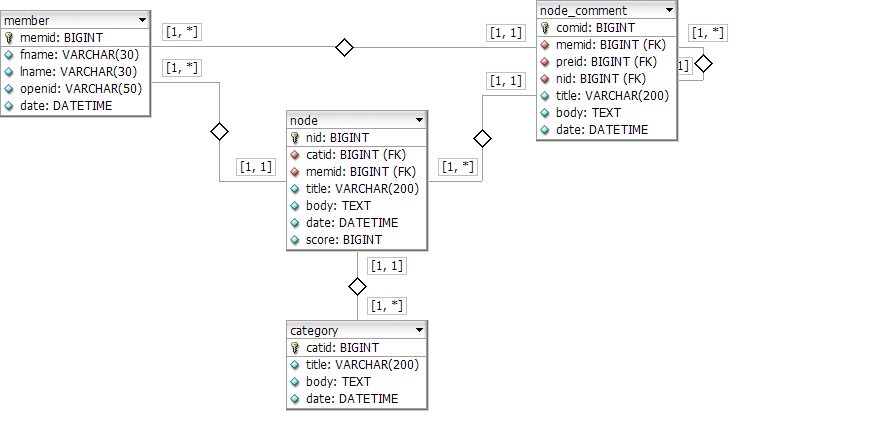 member
memid: BIGINT
fname: VARCHAR(30)
lname: VARCHAR(30)
openid: VARCHAR(50)
date: DATETIME
[1, *]
[1, *]
[1, 1]
[1, 1]
[1, 1]
node_comment
comid: BIGINT
memid: BIGINT (FK)
preid: BIGINT (FK)
nid: BIGINT (FK)
title: VARCHAR(200)
body: TEXT
date: DATETIME
[1, *]
1]
node
nid: BIGINT
catid: BIGINT (FK)
memid: BIGINT (FK)
title: VARCHAR(200)
body: TEXT
date: DATETIME
score: BIGINT
[1, *]
[1, 1]
[1, *]
category
catid: BIGINT
title: VARCHAR(200)
body: TEXT
date: DATETIME